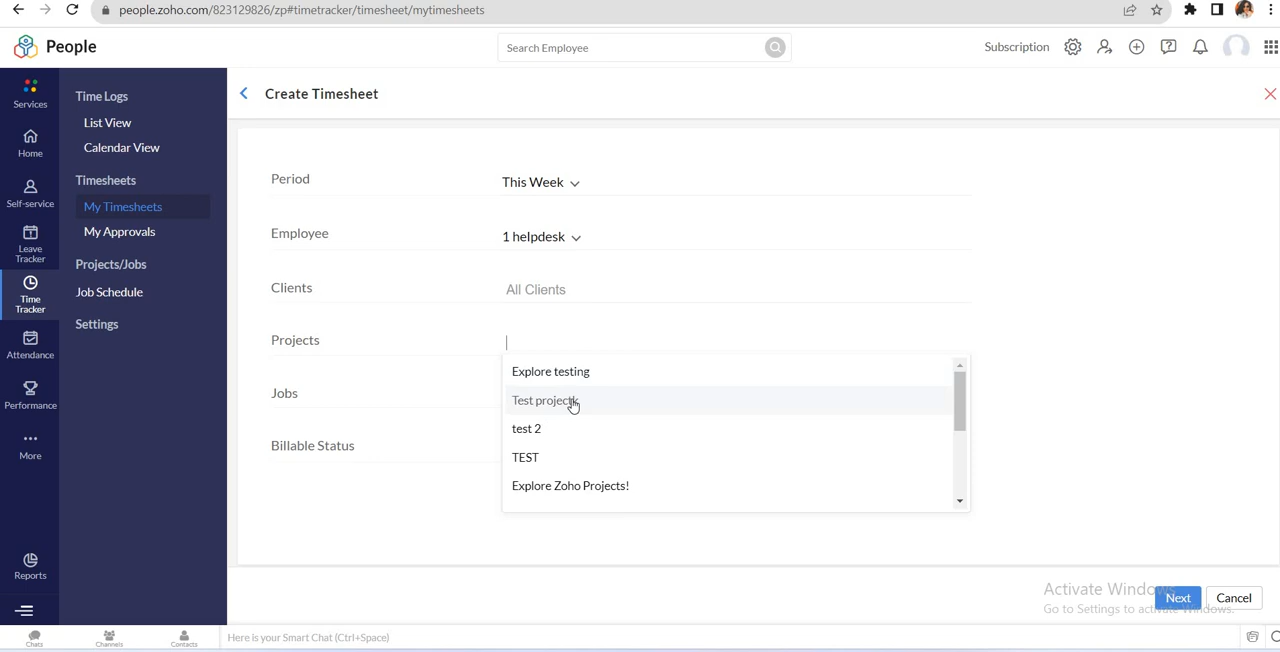 people.zoho.com/823129826/zp#timetracker/timesheet/mytimesheets
People
Search Employee
Subscription
Services
Home
Self-service
Leave
Tracker
Time
Tracker
Attendance
Performance
More
Reports
Time Logs
List View
Calendar View
Timesheets
My Timesheets
My Approvals
Projects/Jobs
Job Schedule
Settings
Create Timesheet
Period
This Week
Employee
1 helpdesk
Clients
All Clients
Projects
Explore testing
Test projects
test 2
TEST
Explore Zoho Projects!
Jobs
Billable Status
Activate Windows
Go to Settings to activate Windows.
Next
Cancel
Chats
Channels
Contacts
Here is your Smart Chat (Ctrl+Space)